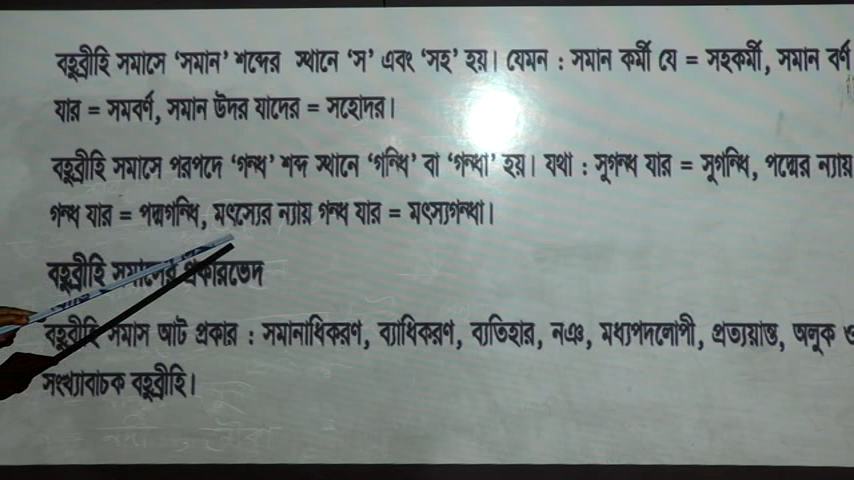 বহুব্রীহি সমাসে ‘সমান’ শব্দের স্থানে ‘স’ এবং ‘সহ’ হয়। যেমন : সমান কর্মী যে = সহকর্মী, সমান বর্ণ
যার = সমবর্ণ, সমান উদর যাদের = সহোদর।
বহুব্রীহি সমাসে পরপদে ‘গন্ধ’ শব্দ স্থানে ‘গন্ধি’ বা ‘গন্ধা’ হয়। যথা : সুগন্ধ যার = সুগন্ধি, পদ্মের ন্যায়
গন্ধ যার = পদ্মগন্ধি, মৎস্যের ন্যায় গন্ধ যার = মৎস্যগন্ধা।
বহুব্রীহি সমাসের প্রকারভেদ
বহুব্রীহি সমাস আট প্রকার : সমানাধিকরণ, ব্যাধিকরণ, ব্যতিহার, নঞ, মধ্যপদলোপী, প্রত্যয়ান্ত, অলুক
সংখ্যাবাচক বহুব্রীহি।